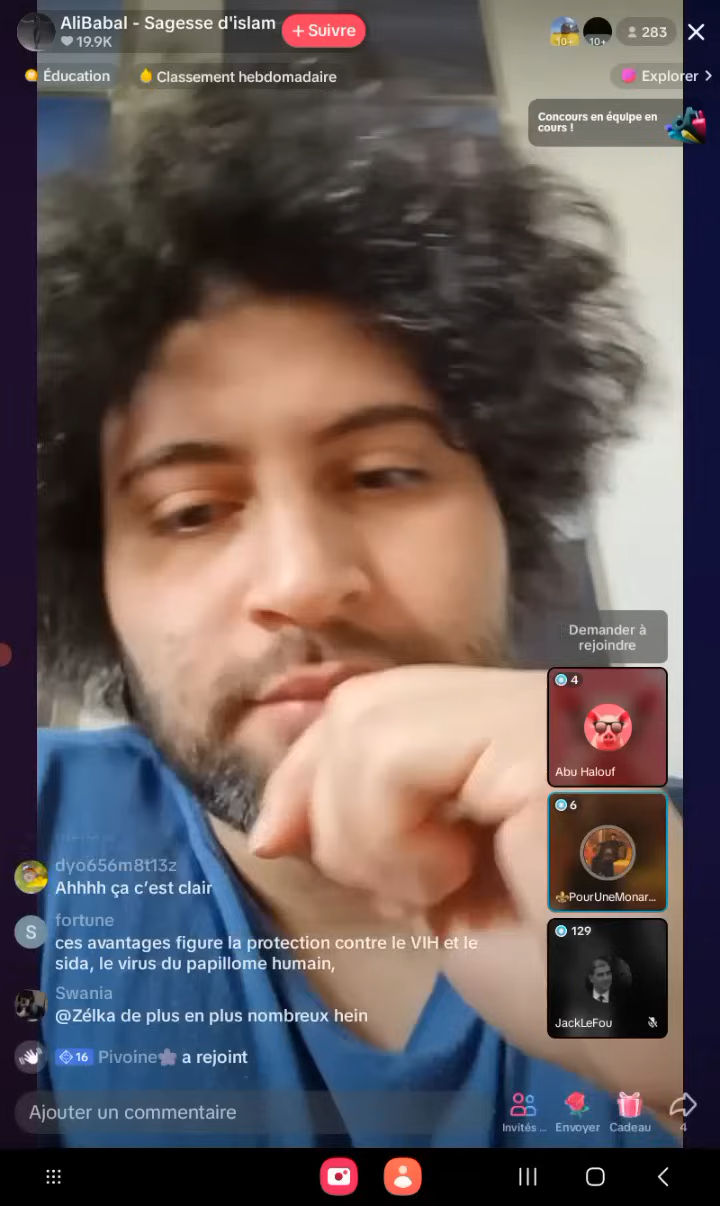 AliBabal - Sagesse d'islam
+ Suivre
19.9K
10+
10+
283
Éducation
Classement hebdomadaire
Explorer
Concours en équipe en
cours !
Demander à
rejoindre
4
Abu Halouf
6
PourUneMonar...
129
JackLeFou
dyo656m8t13z
Ahhhh ça c'est clair
S
fortune
ces avantages figure la protection contre le VIH et le
sida, le virus du papillome humain,
Swania
@Zélka de plus en plus nombreux hein
16 Pivoine a rejoint
Ajouter un commentaire
Invités ...
Envoyer
Cadeau
4